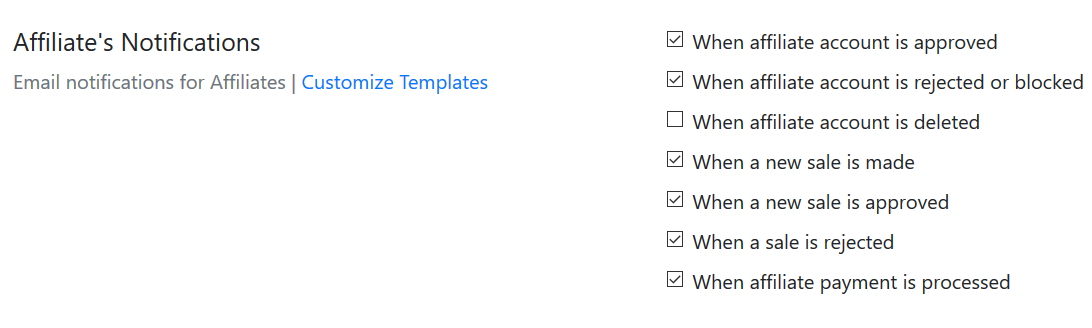 Affiliate's Notifications
Email notifications for Affiliates | Customize Templates
When affiliate account is approved
When affiliate account is rejected or blocked
When affiliate account is deleted
When a new sale is made
When a new sale is approved
When a sale is rejected
When affiliate payment is processed